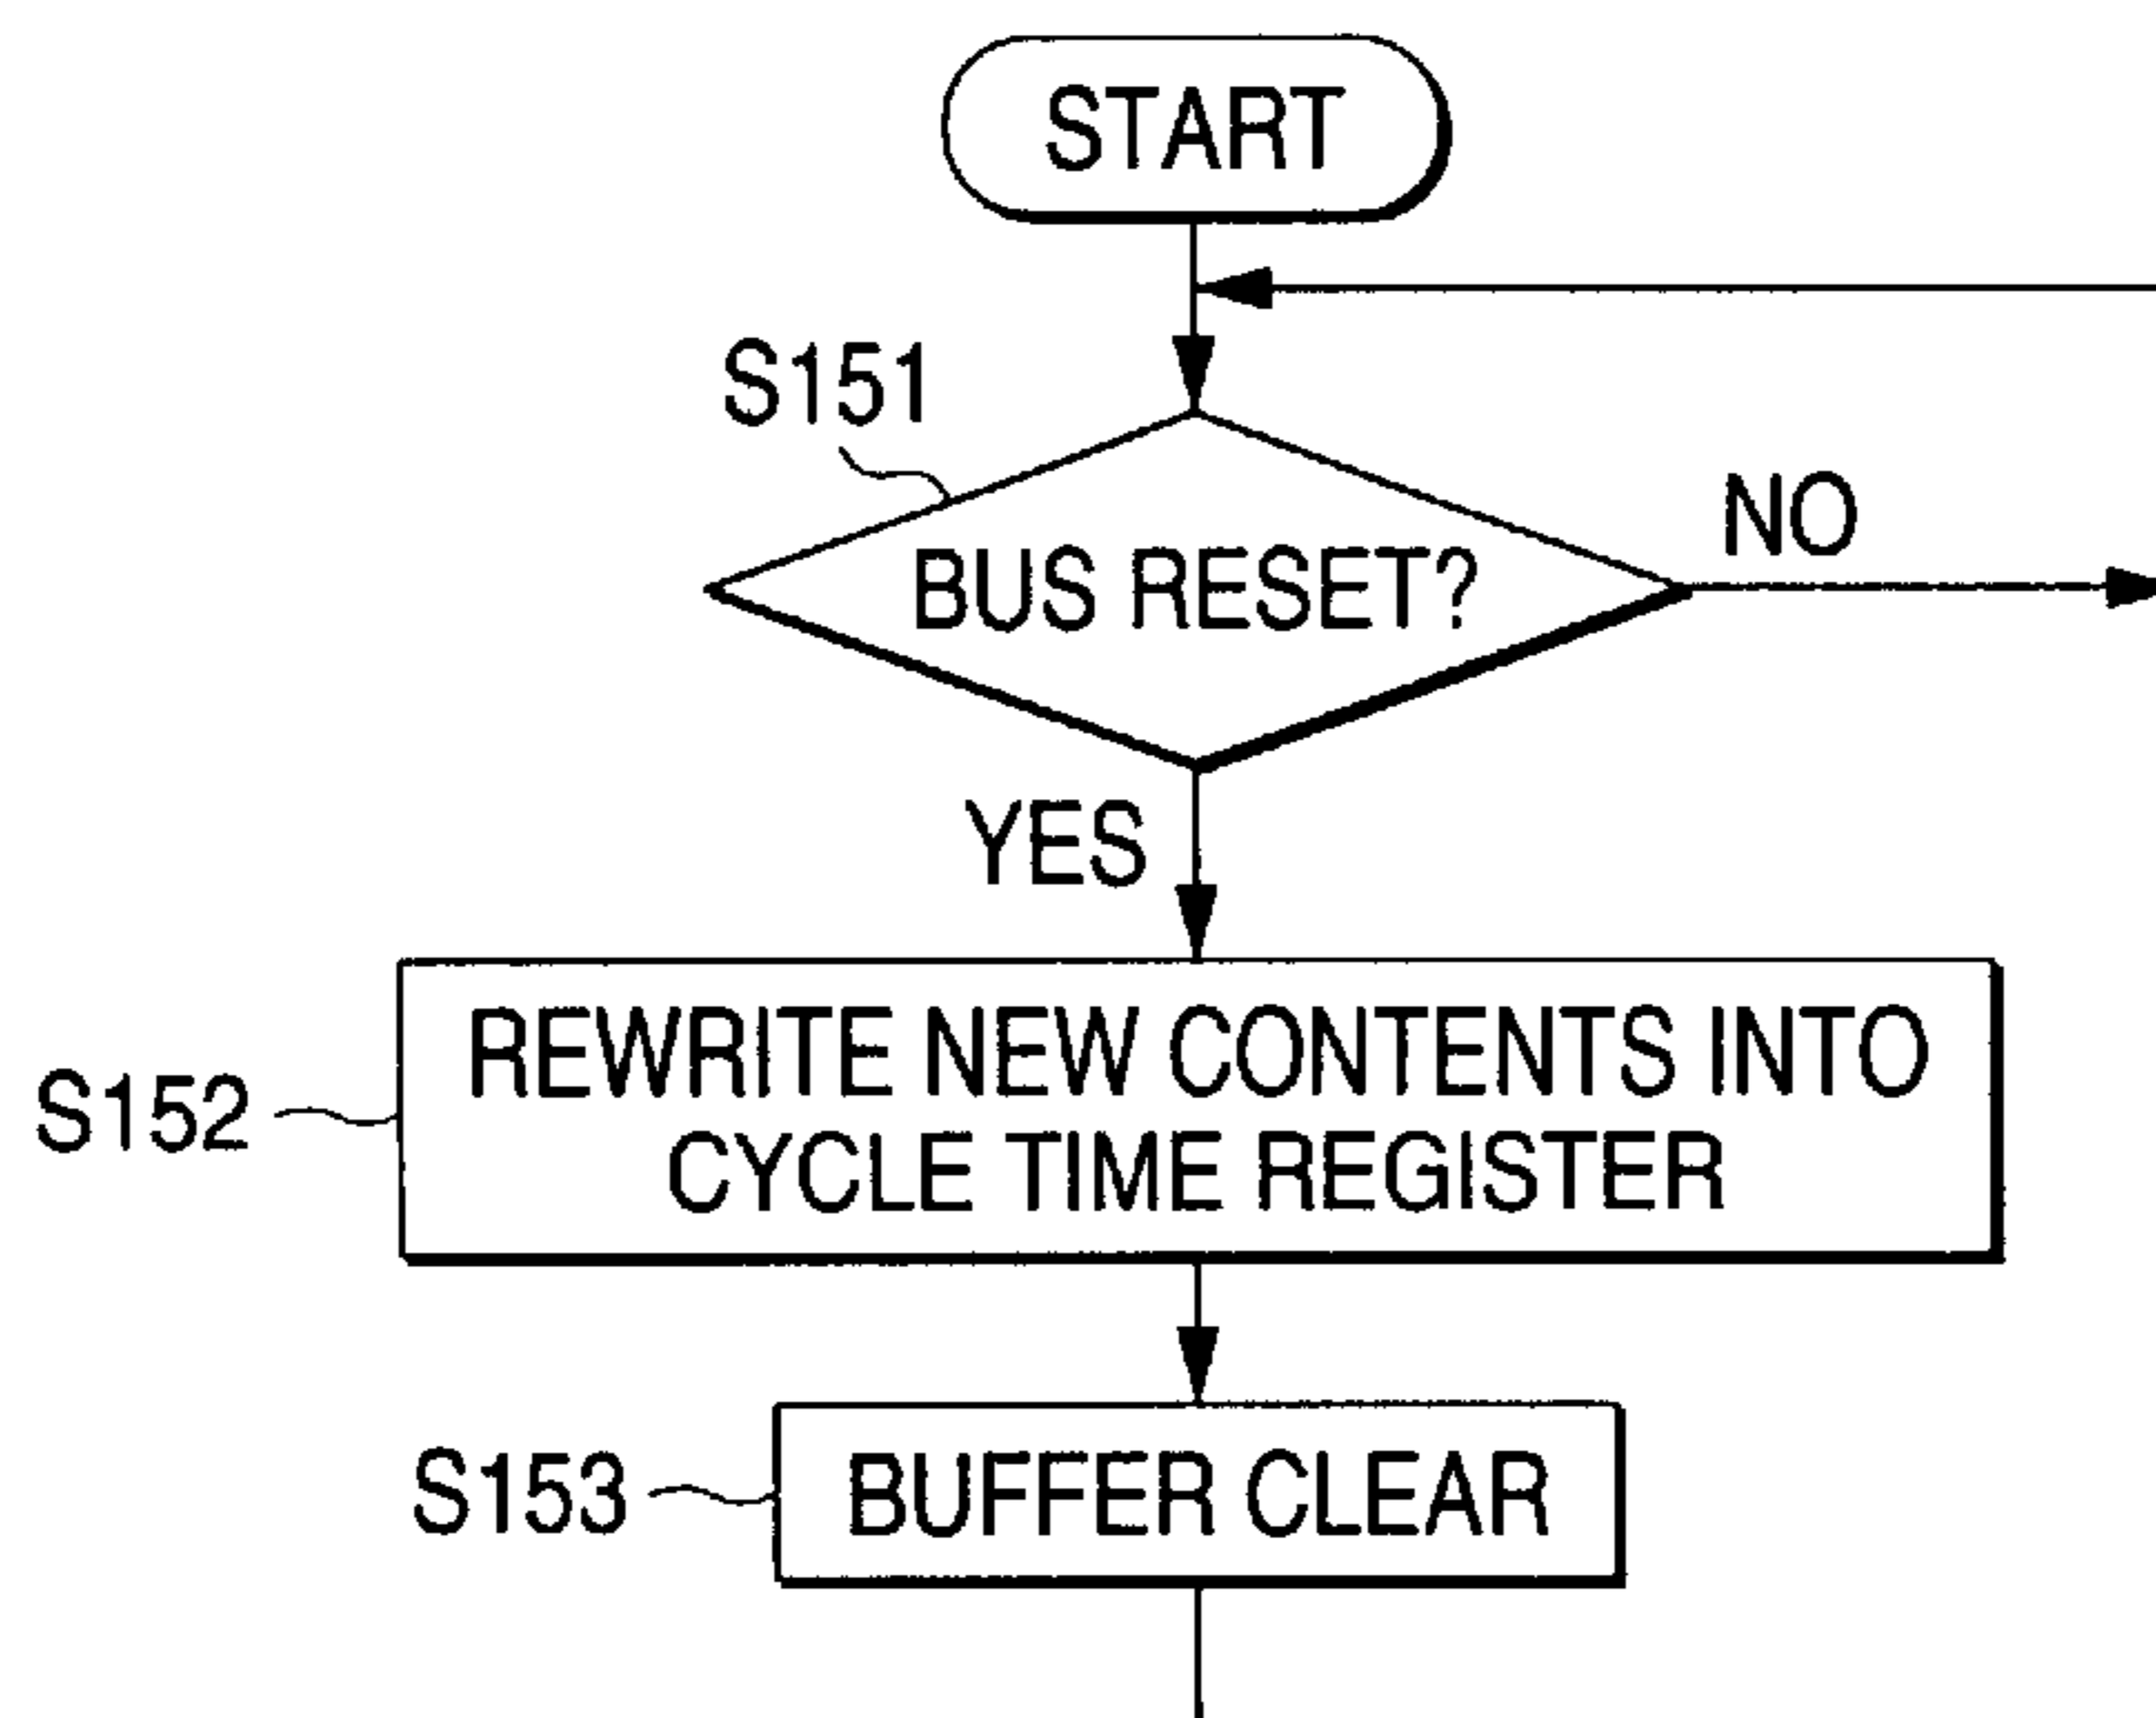 START
S151
BUS RESET?
NO
YES
REWRITE NEW CONTENTS INTO
CYCLE TIME REGISTER
S152
BUFFER CLEAR
S153